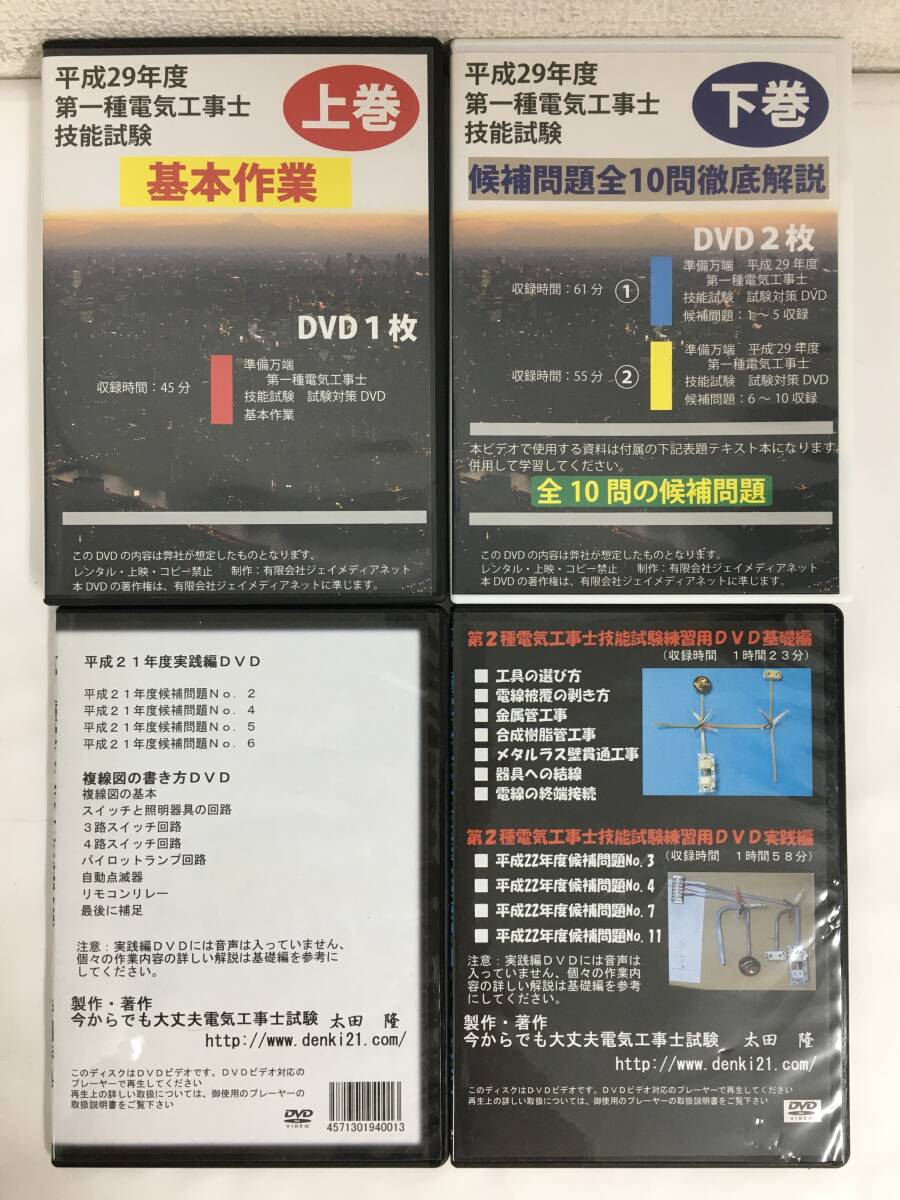 平成29年度
第一種電気工事士
技能試験
上巻
基本作業
DVD1枚
収録時間：45分
準備万端
第一種電気工事士
技能試験　試験対策DVD
基本作業
このDVDの内容は弊社が想定したものとなります。
レンタル・上映・コピー禁止　制作：有限会社ジェイメディアネット
本DVDの著作権は、有限会社ジェイメディアネットに準じます。
平成29年度
第一種電気工事士
技能試験
下巻
候補問題全10問徹底解説
DVD２枚
収録時間：61分 ①
準備万端　平成29年度
第一種電気工事士
技能試験　試験対策DVD
候補問題：1～5収録
収録時間：55分 ②
準備万端　平成29年度
第一種電気工事士
技能試験　試験対策DVD
候補問題：6～10収録
本ビデオで使用する資料は付属の下記表題テキスト本になります。
併用して学習してください。
全10問の候補問題
このDVDの内容は弊社が想定したものとなります。
レンタル・上映・コピー禁止　制作：有限会社ジェイメディアネット
本DVDの著作権は、有限会社ジェイメディアネットに準じます。
平成２１年度実践編ＤＶＤ
平成２１年度候補問題Ｎｏ．２
平成２１年度候補問題Ｎｏ．４
平成２１年度候補問題Ｎｏ．５
平成２１年度候補問題Ｎｏ．６
複線図の書き方ＤＶＤ
複線図の基本
スイッチと照明器具の回路
３路スイッチ回路
４路スイッチ回路
パイロットランプ回路
自動点滅器
リモコンリレー
最後に補足
注意：実践編ＤＶＤには音声は入っていません、
個々の作業内容の詳しい解説は基礎編を参考に
してください。
製作・著作
今からでも大丈夫電気工事士試験　太田　隆
http://www.denki21.com/
このディスクはＤＶＤビデオです。ＤＶＤビデオ対応の
プレーヤーで再生してください
再生上の詳しい取扱については、御使用のプレーヤーの
取扱説明書をご覧下さい
DVD
VIDEO
4571301940013
第２種電気工事士技能試験練習用ＤＶＤ基礎編
（収録時間　１時間２３分）
■ 工具の選び方
■ 電線被覆の剥き方
■ 金属管工事
■ 合成樹脂管工事
■ メタルラス壁貫通工事
■ 器具への結線
■ 電線の終端接続
第２種電気工事士技能試験練習用ＤＶＤ実践編
（収録時間　１時間５８分）
■ 平成22年度候補問題No.3
■ 平成22年度候補問題No.4
■ 平成22年度候補問題No.7
■ 平成22年度候補問題No.11
注意：実践編ＤＶＤには音声は
入っていません、個々の作業内
容の詳しい解説は基礎編を参考
にしてください。
製作・著作
今からでも大丈夫電気工事士試験　太田　隆
http://www.denki21.com/
このディスクはＤＶＤビデオです。ＤＶＤビデオ対応のプレーヤーで再生してください
再生上の詳しい取扱については、御使用のプレーヤーの取扱説明書をご覧下さい
DVD
VIDEO